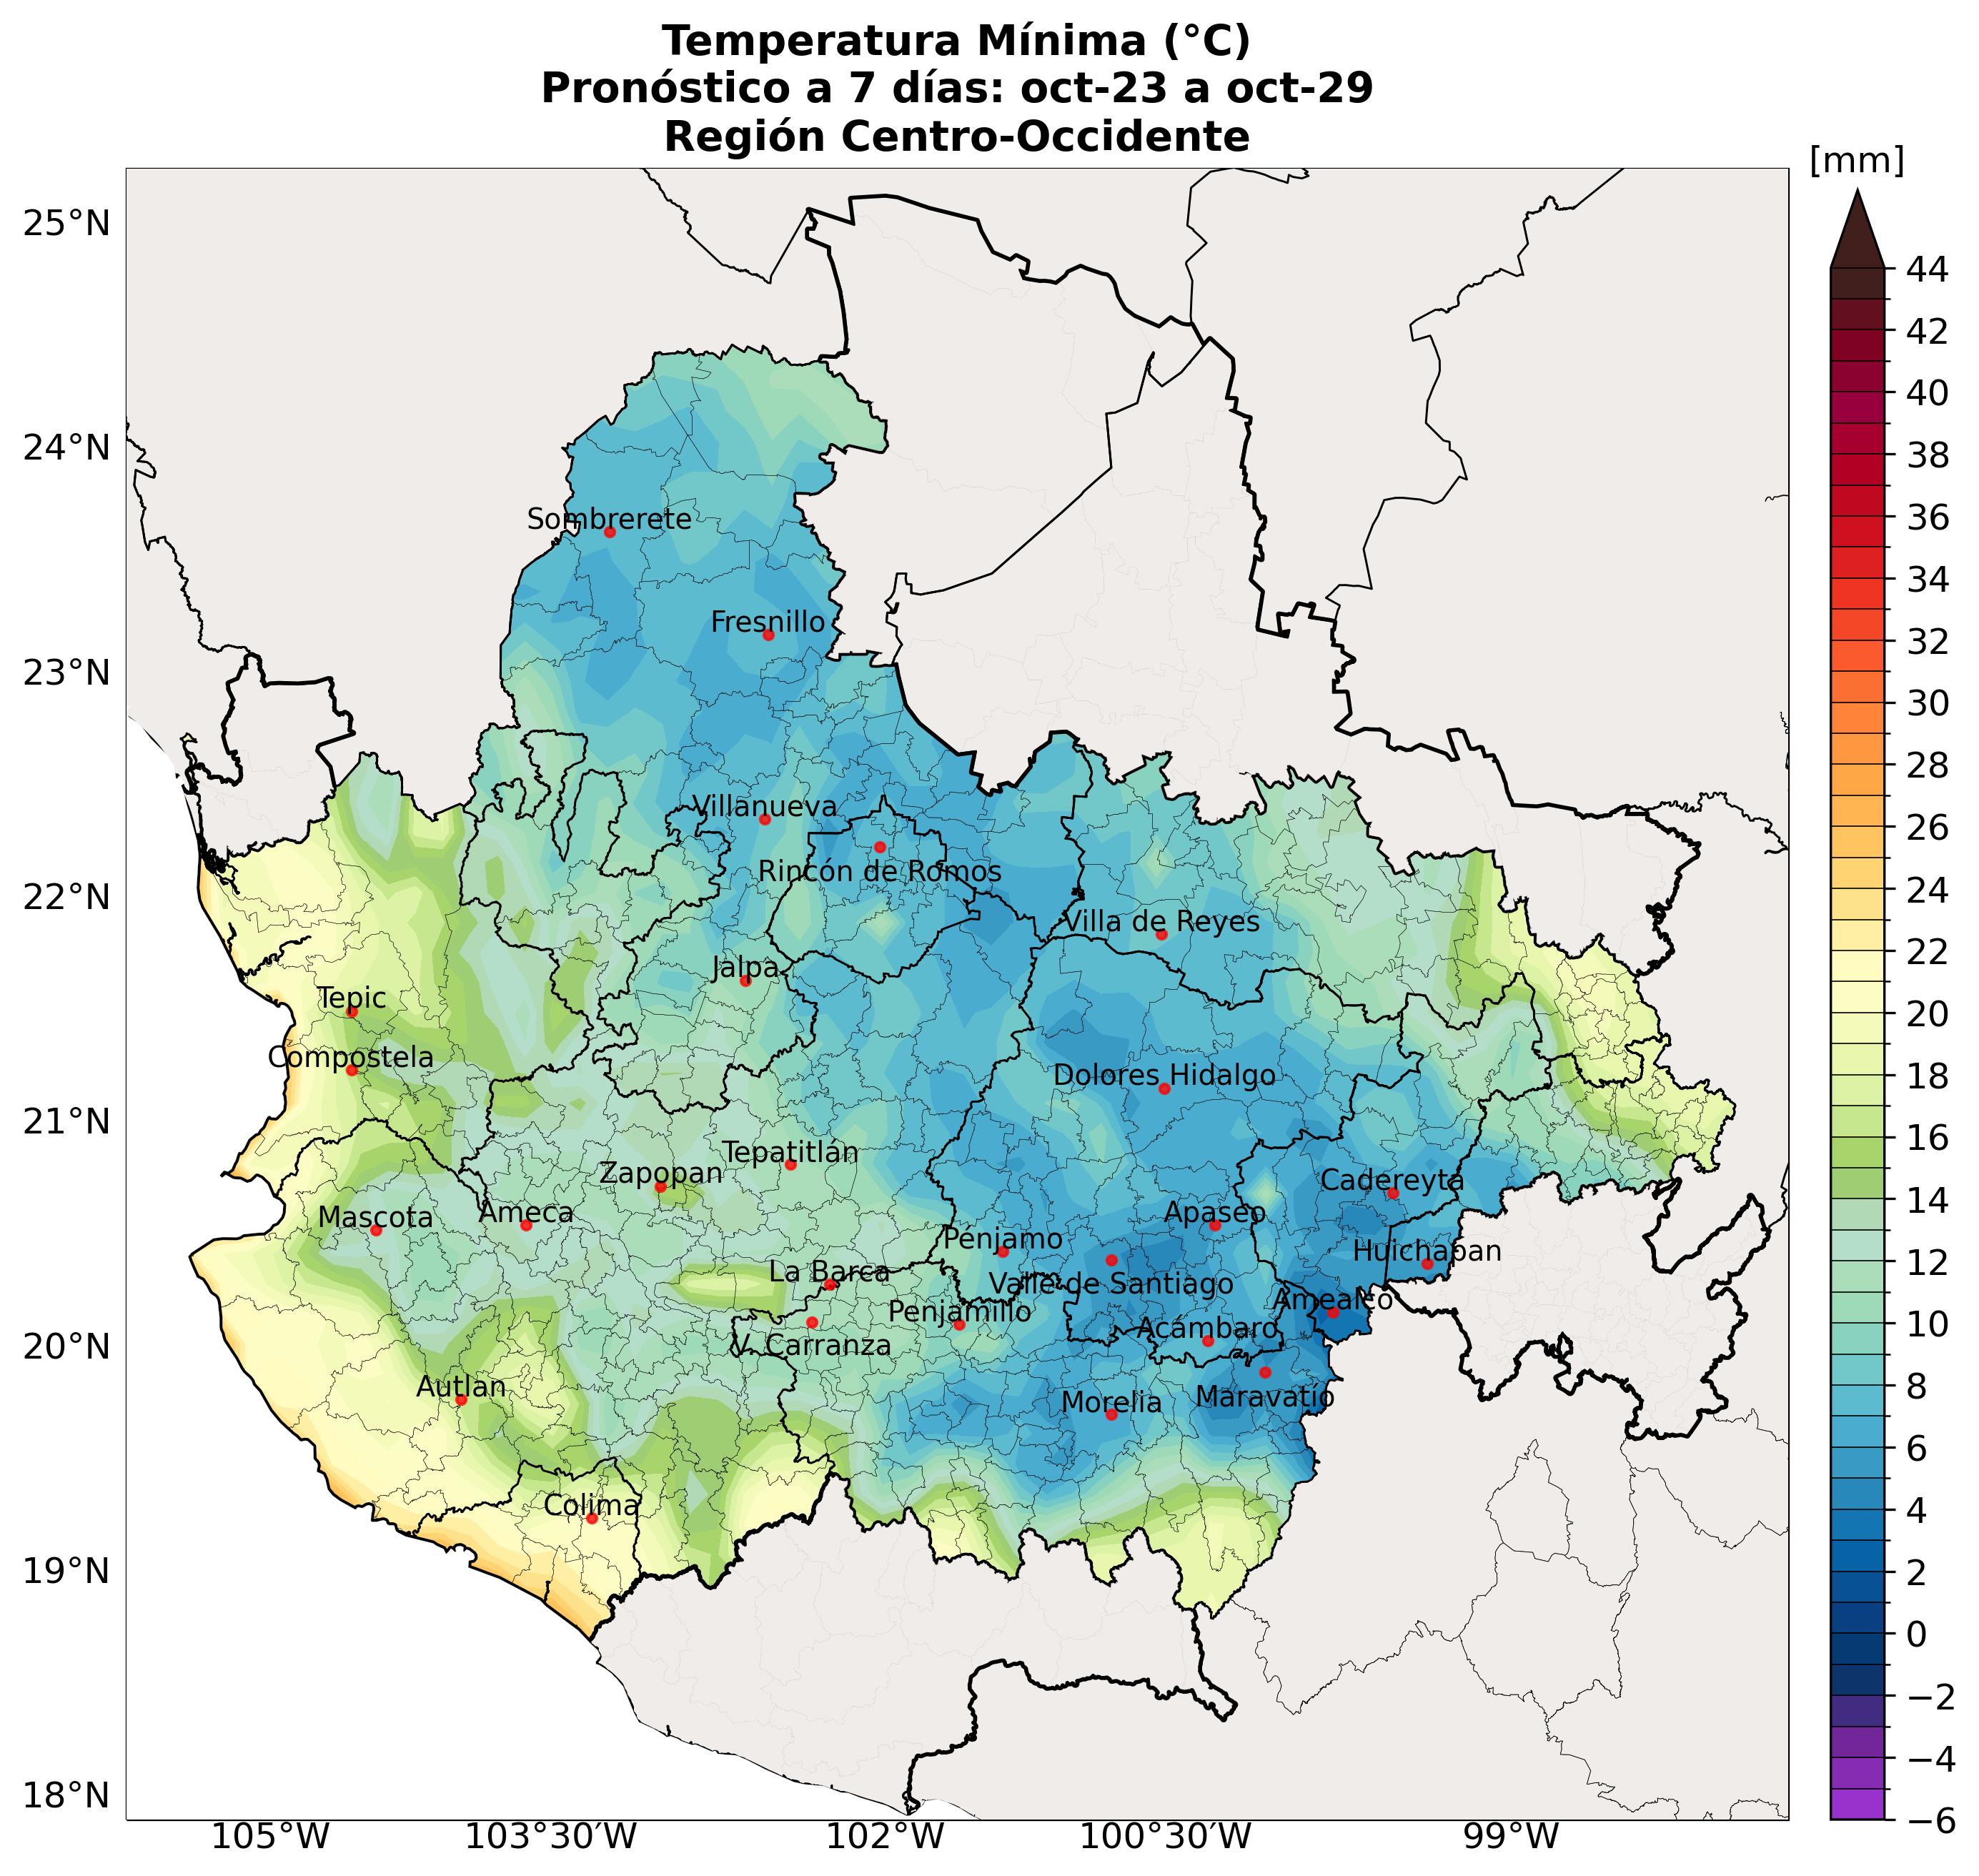 Temperatura Mínima (°C)
Pronóstico a 7 días: oct-23 a oct-29
Región Centro-Occidente
[mm]
25°N
24°N
23°N
22°N
21°N
20°N
19°N
18°N
105°W
103°30'W
102°W
100°30'W
99°W
44
42
40
38
36
34
32
30
28
26
24
22
20
18
16
14
12
10
8
6
4
2
0
−2
−4
−6
Sombrerete
Fresnillo
Villanueva
Rincón de Romos
Villa de Reyes
Jalpa
Tepic
Compostela
Dolores Hidalgo
Tepatitlán
Zapopan
Cadereyta
Mascota
Ameca
Apaseo
Pénjamo
Huichapan
La Barca
Valle de Santiago
Amealco
Penjamillo
Acámbaro
V. Carranza
Autlan
Maravatío
Morelia
Colima